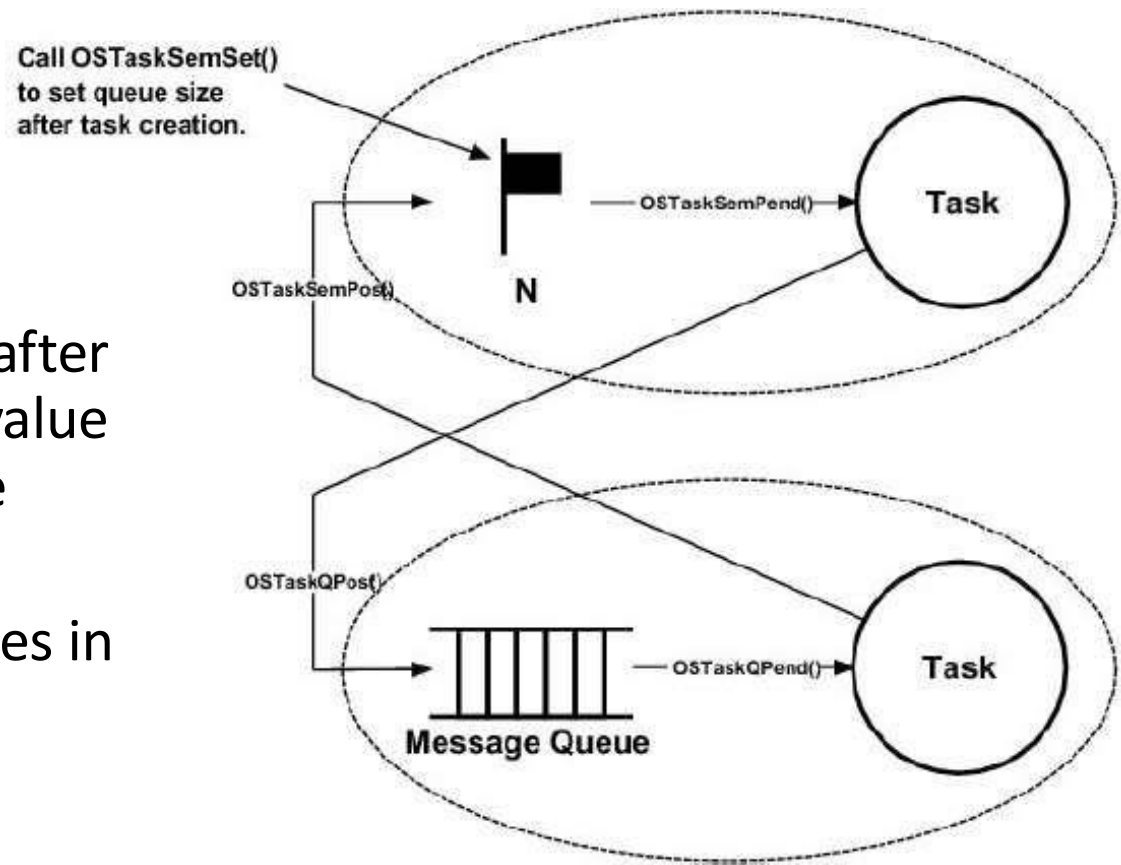 Call OSTaskSemSet()
to set queue size
after task creation.
OSTaskSemPend()
Task
N
OSTaskSemPost)
after
value
e
OSTaskQPost)
es in
OSTaskQPend()
Task
Message Queue